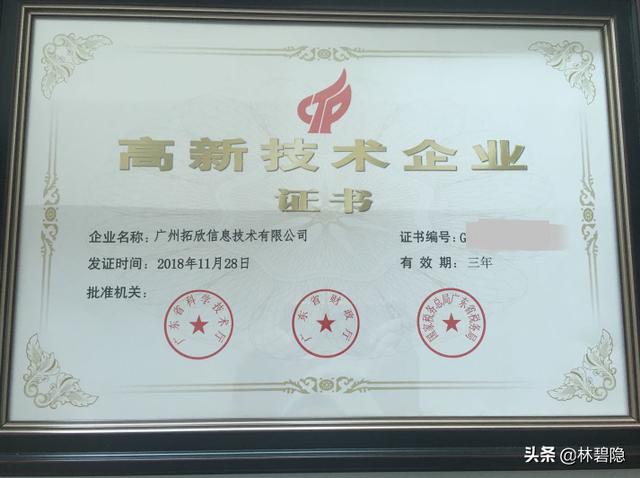 高新技术企业
证书
企业名称：广州拓欣信息技术有限公司
证书编号：G
发证时间：2018年11月28日
有效期：三年
批准机关：
广东省科学技术厅
广东省财政厅
国家税务总局广东省税务局
头条 @林碧隐